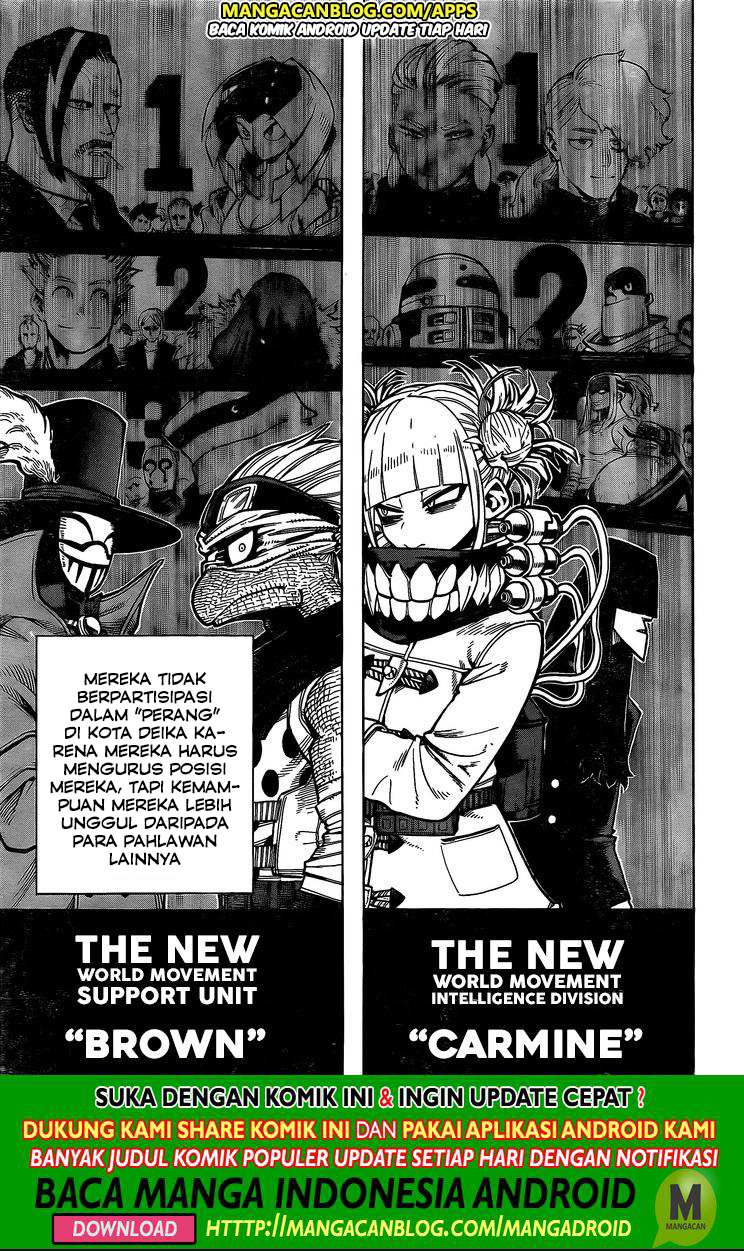 MANGACANBLOG.COM/APPS
BACA KOMIK ANDROID UPDATE TIAP HARI
1
1
2
2
3
??
MEREKA TIDAK
BERPARTISIPASI
DALAM "PERANG"
DI KOTA DEIKA KA-
RENA MEREKA HARUS
MENGURUS POSISI
MEREKA, TAPI KEMAM-
PUAN MEREKA LEBIH
UNGGUL DARIPADA
PARA PAHLAWAN
LAINNYA
THE NEW
WORLD MOVEMENT
SUPPORT UNIT
"BROWN"
THE NEW
WORLD MOVEMENT
INTELLIGENCE DIVISION
"CARMINE"
SUKA DENGAN KOMIK INI & INGIN UPDATE CEPAT ?
DUKUNG KAMI SHARE KOMIK INI DAN PAKAI APLIKASI ANDROID KAMI
BANYAK JUDUL KOMIK POPULER UPDATE SETIAP HARI DENGAN NOTIFIKASI
BACA MANGA INDONESIA ANDROID
DOWNLOAD HTTTP://MANGACANBLOG.COM/MANGADROID
M
MANGACAN